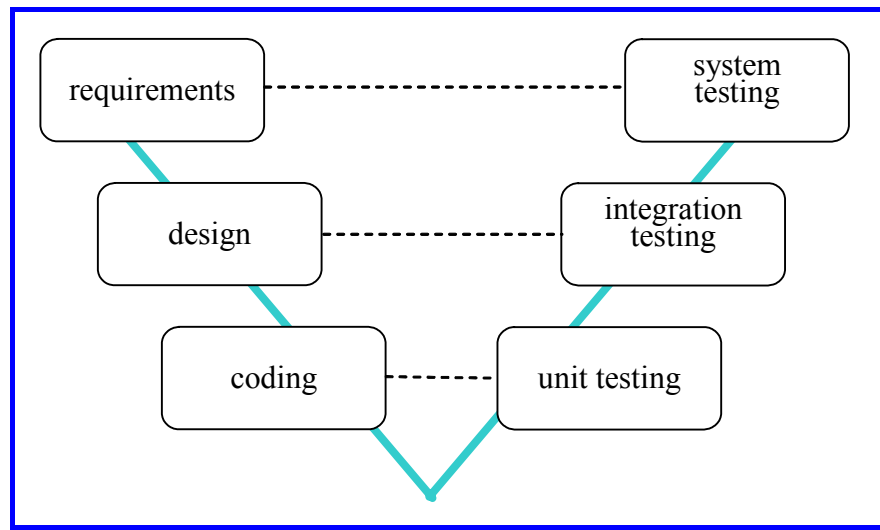 requirements
system
testing
design
integration
testing
coding
unit testing